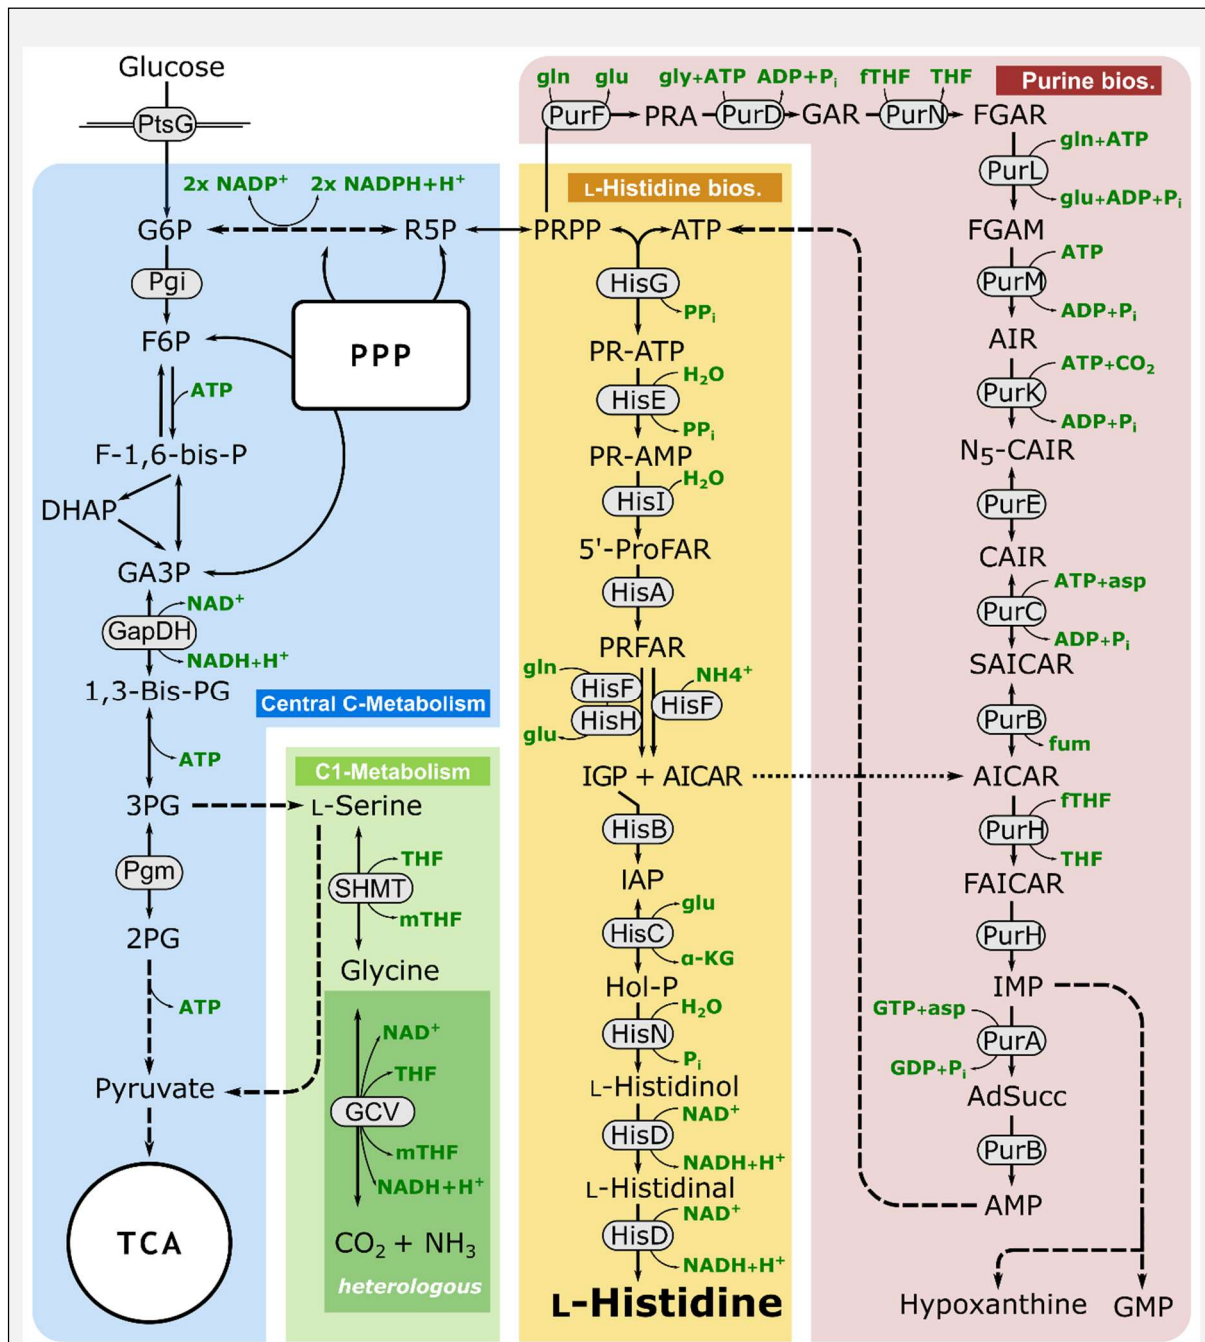 Glucose
PtsG
2x NADP⁺
2x NADPH+H⁺
G6P
R5P
Pgi
F6P
PPP
ATP
F-1,6-bis-P
DHAP
GA3P
NAD⁺
GapDH
NADH+H⁺
1,3-Bis-PG
Central C-Metabolism
ATP
3PG
Pgm
2PG
ATP
Pyruvate
TCA
C1-Metabolism
L-Serine
THF
SHMT
mTHF
Glycine
NAD⁺
THF
GCV
mTHF
NADH+H⁺
CO₂ + NH₃
heterologous
L-Histidine bios.
PRPP
ATP
HisG
PPᵢ
PR-ATP
H₂O
HisE
PPᵢ
PR-AMP
H₂O
HisI
5'-ProFAR
HisA
PRFAR
gln
NH4⁺
HisF
HisF
HisH
glu
IGP + AICAR
HisB
IAP
glu
HisC
α-KG
Hol-P
H₂O
HisN
Pᵢ
L-Histidinol
NAD⁺
HisD
NADH+H⁺
L-Histidinal
NAD⁺
HisD
NADH+H⁺
L-Histidine
gln
glu
gly+ATP
ADP+Pᵢ
fTHF
THF
Purine bios.
PurF
PRA
PurD
GAR
PurN
FGAR
gln+ATP
PurL
glu+ADP+Pᵢ
FGAM
ATP
PurM
ADP+Pᵢ
AIR
ATP+CO₂
PurK
ADP+Pᵢ
N₅-CAIR
PurE
CAIR
ATP+asp
PurC
ADP+Pᵢ
SAICAR
PurB
fum
AICAR
fTHF
PurH
THF
FAICAR
PurH
IMP
GTP+asp
PurA
GDP+Pᵢ
AdSucc
PurB
AMP
Hypoxanthine
GMP